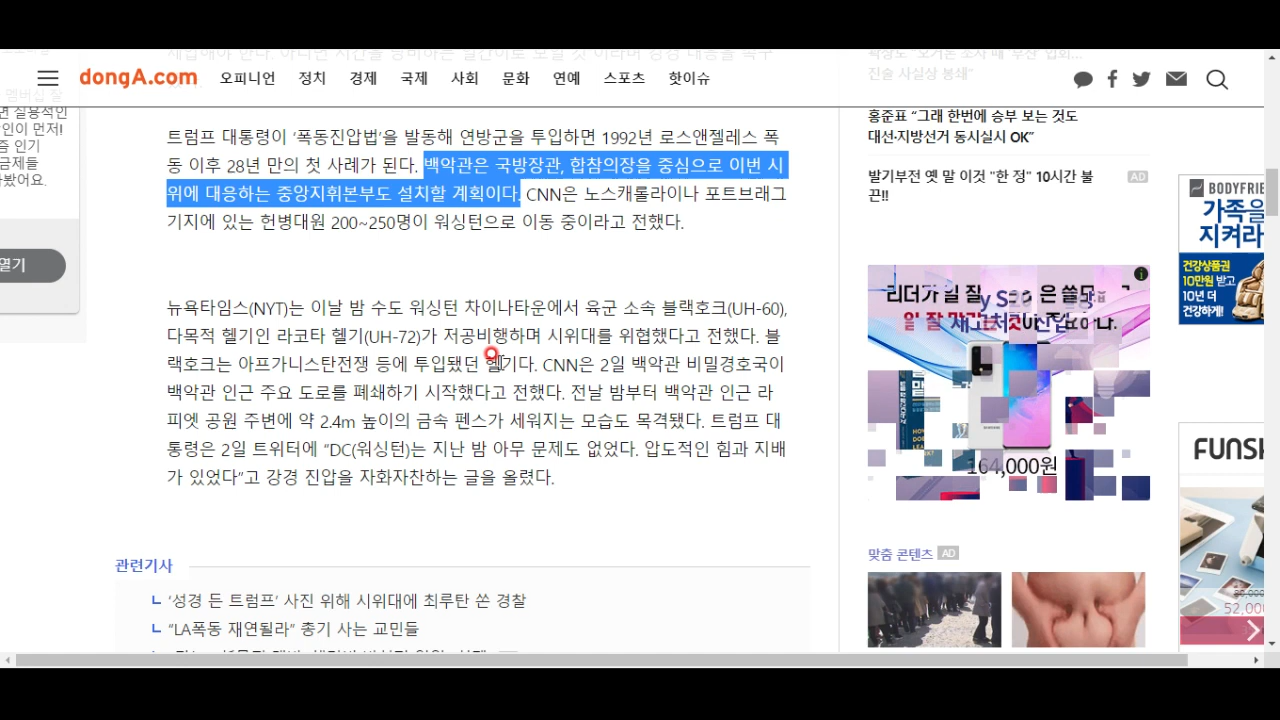 dongA.com 오피니언 정치 경제 국제 사회 문화 연예 스포츠 핫이슈
진술 사실상 봉쇄”
면 실용적인
인이 먼저!
즘 인기
금제들
봤어요.
열기
트럼프 대통령이 ‘폭동진압법’을 발동해 연방군을 투입하면 1992년 로스앤젤레스 폭
동 이후 28년 만의 첫 사례가 된다. 백악관은 국방장관, 합참의장을 중심으로 이번 시
위에 대응하는 중앙지휘본부도 설치할 계획이다. CNN은 노스캐롤라이나 포트브래그
기지에 있는 헌병대원 200~250명이 워싱턴으로 이동 중이라고 전했다.
뉴욕타임스(NYT)는 이날 밤 수도 워싱턴 차이나타운에서 육군 소속 블랙호크(UH-60),
다목적 헬기인 라코타 헬기(UH-72)가 저공비행하며 시위대를 위협했다고 전했다. 블
랙호크는 아프가니스탄전쟁 등에 투입됐던 헬기다. CNN은 2일 백악관 비밀경호국이
백악관 인근 주요 도로를 폐쇄하기 시작했다고 전했다. 전날 밤부터 백악관 인근 라
피엣 공원 주변에 약 2.4m 높이의 금속 펜스가 세워지는 모습도 목격됐다. 트럼프 대
통령은 2일 트위터에 “DC(워싱턴)는 지난 밤 아무 문제도 없었다. 압도적인 힘과 지배
가 있었다”고 강경 진압을 자화자찬하는 글을 올렸다.
관련기사
‘성경 든 트럼프’ 사진 위해 시위대에 최루탄 쏜 경찰
“LA폭동 재연될라” 총기 사는 교민들
홍준표 “그래 한번에 승부 보는 것도
대선·지방선거 동시실시 OK”
발기부전 옛 말 이것 "한 정" 10시간 불
끈!!
AD
164,000원
맞춤 콘텐츠 AD
BODYFRIE
가족을
지켜라
건강상품권
10만원 받고
10년 더
건강하게!
FUNSH
52,000